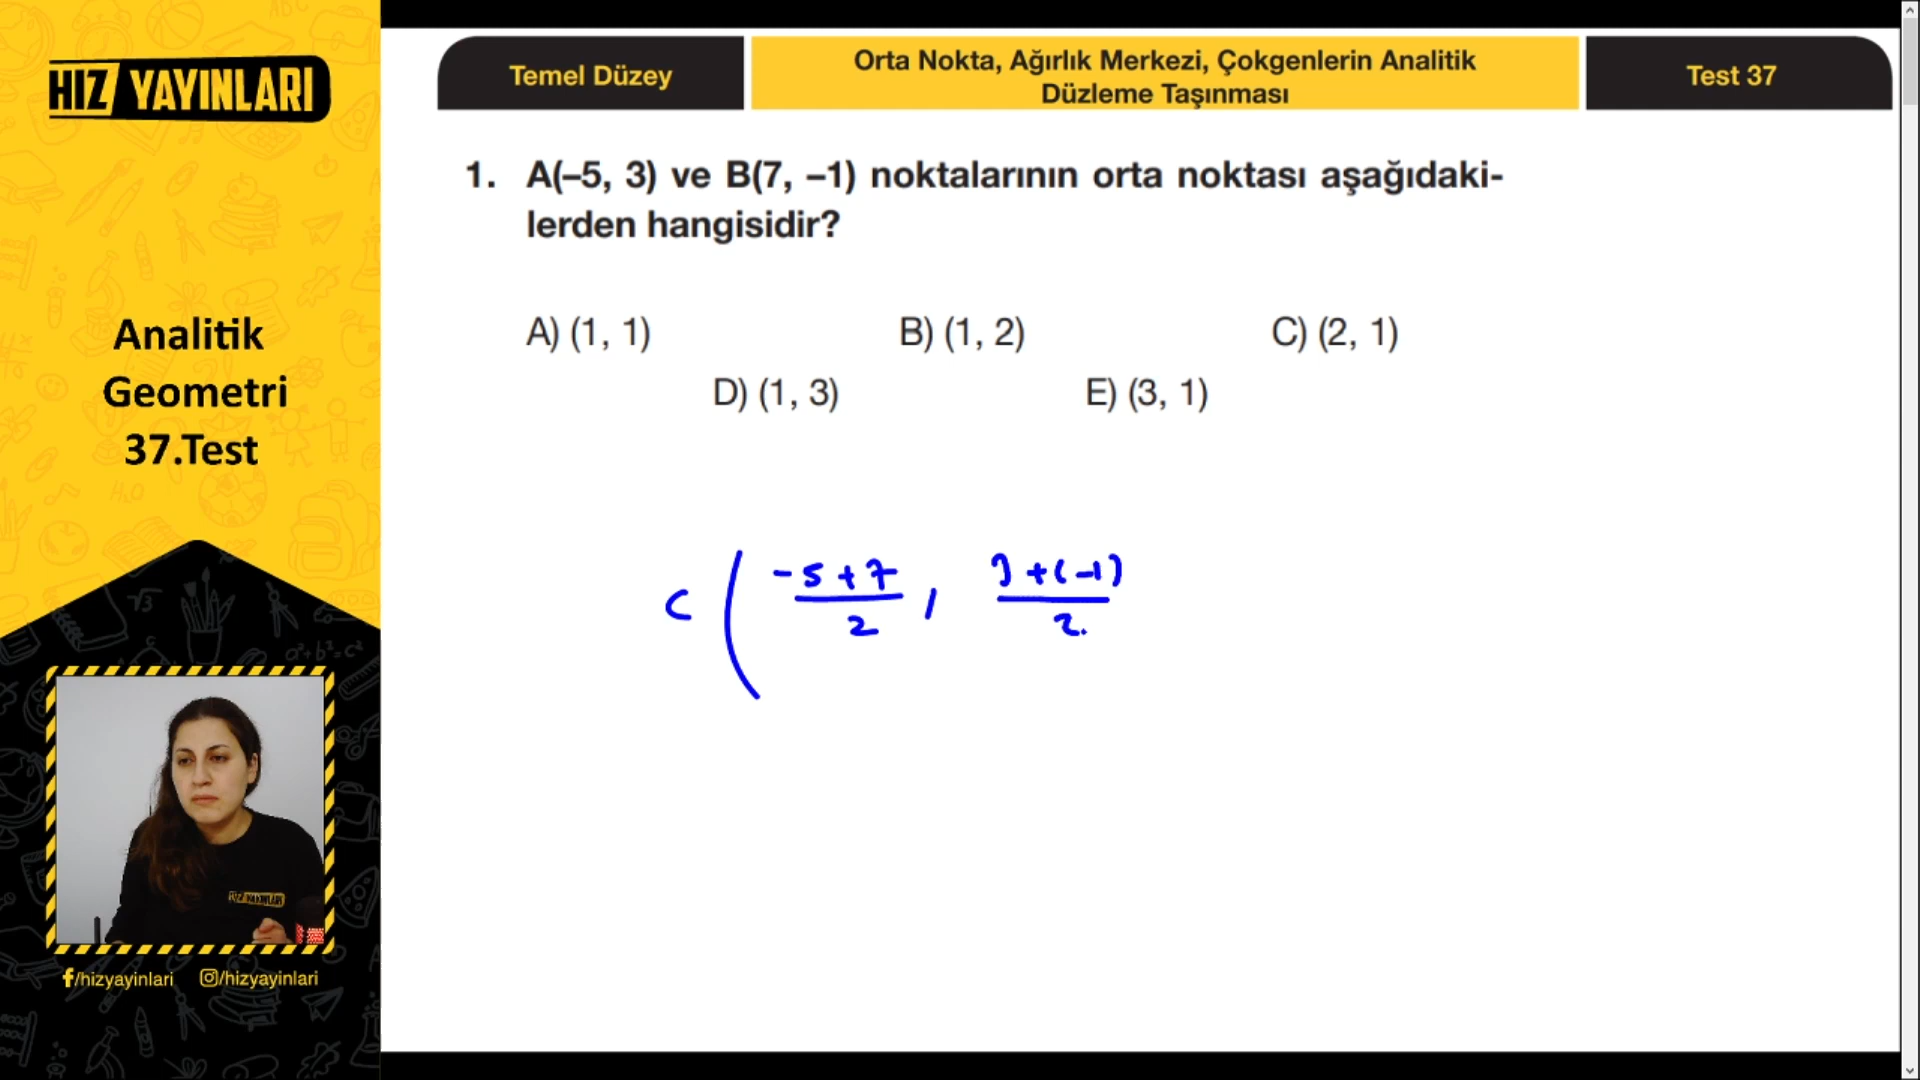 HIZ YAYINLARI
Analitik
Geometri
37.Test
/hizyayinlari
/hizyayinlari
Temel Düzey
Orta Nokta, Ağırlık Merkezi, Çokgenlerin Analitik
Düzleme Taşınması
Test 37
1. A(–5, 3) ve B(7, –1) noktalarının orta noktası aşağıdaki-
lerden hangisidir?
A) (1, 1)
B) (1, 2)
C) (2, 1)
D) (1, 3)
E) (3, 1)
C ( -5+7 , 3+(-1)
2 2